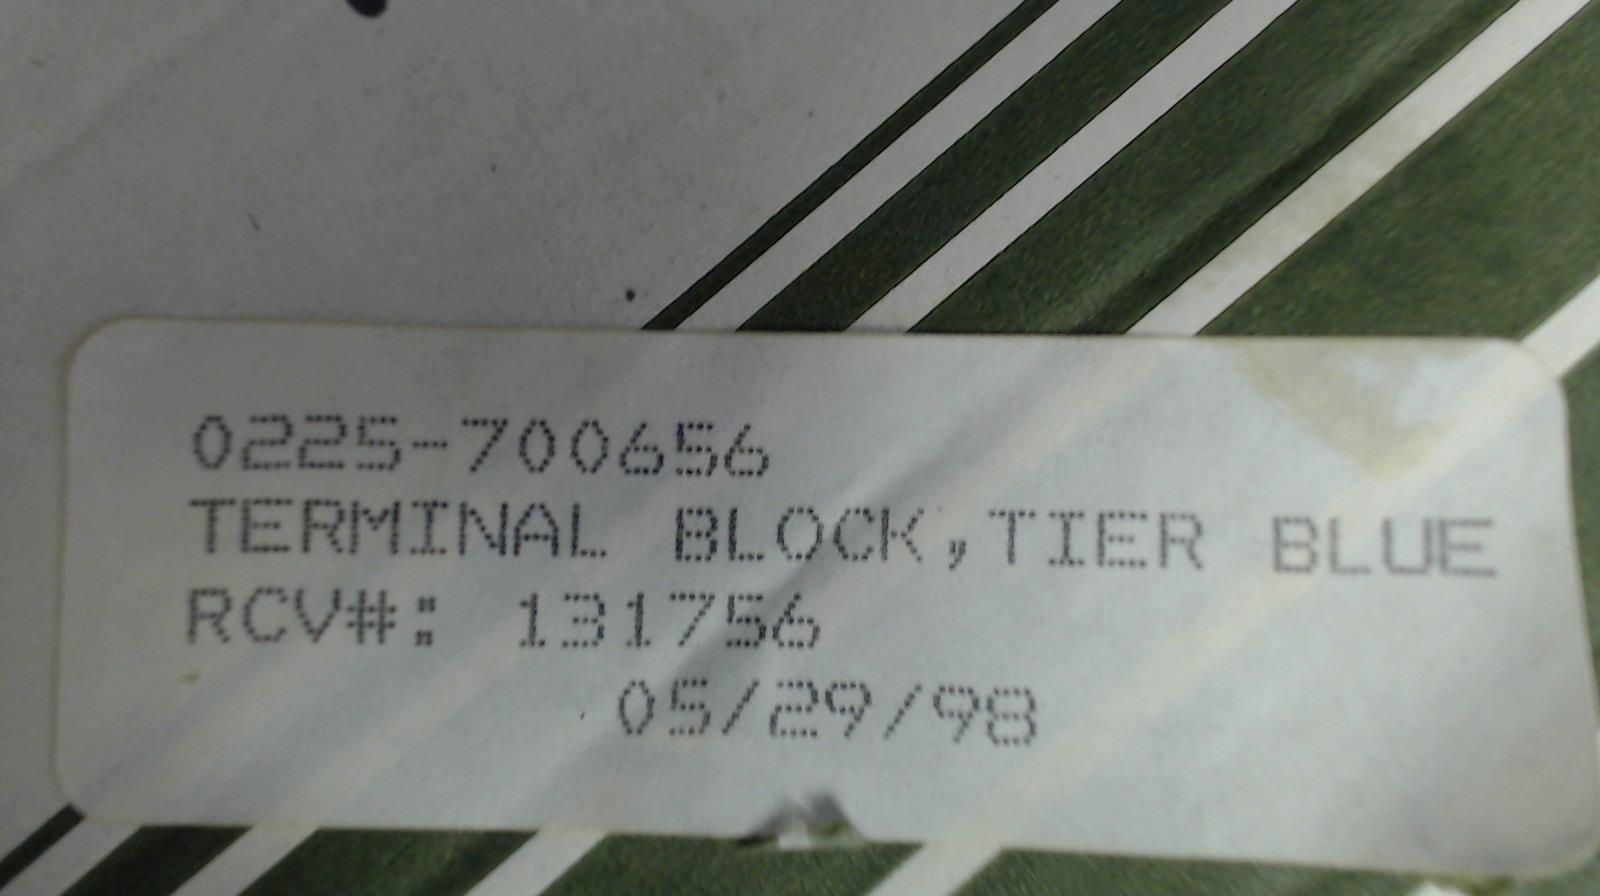 0225-700656
TERMINAL BLOCK,TIER BLUE
RCV#: 131756
05/29/98